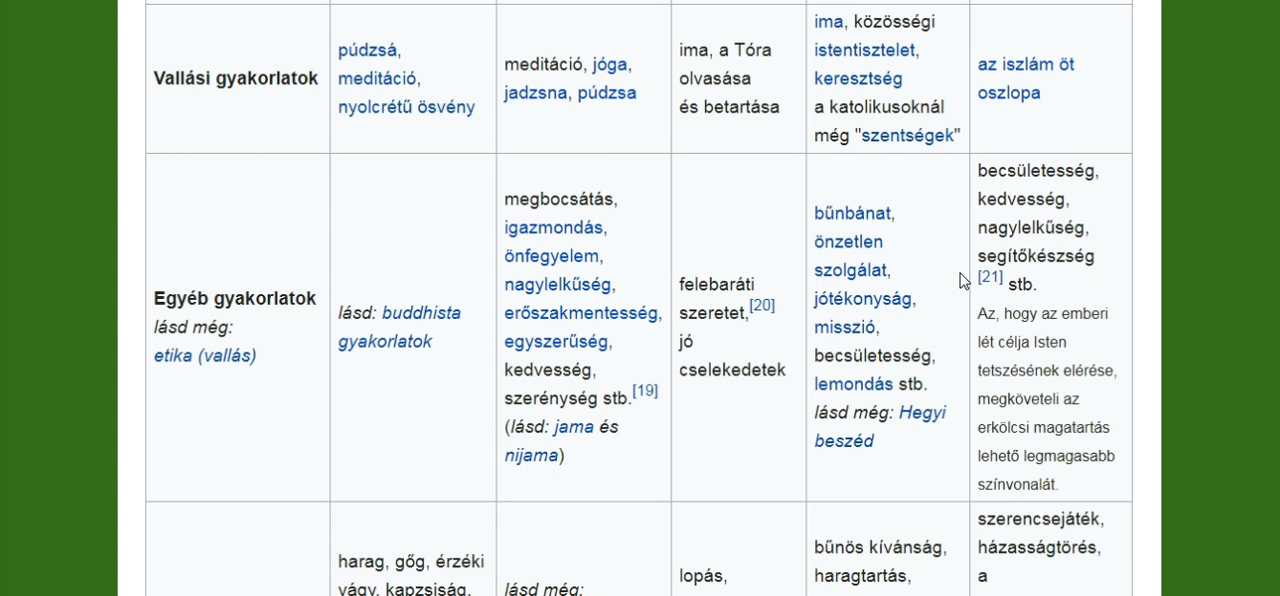 Vallási gyakorlatok
púdzsá,
meditáció,
nyolcrétű ösvény
meditáció, jóga,
jadzsna, púdzsa
ima, a Tóra
olvasása
és betartása
ima, közösségi
istentisztelet,
keresztség
a katolikusoknál
még "szentségek"
az iszlám öt
oszlopa
Egyéb gyakorlatok
lásd még:
etika (vallás)
lásd: buddhista
gyakorlatok
megbocsátás,
igazmondás,
önfegyelem,
nagylelkűség,
erőszakmentesség,
egyszerűség,
kedvesség,
szerénység stb.[19]
(lásd: jama és
nijama)
felebaráti
szeretet,[20]
jó
cselekedetek
bűnbánat,
önzetlen
szolgálat,
jótékonyság,
misszió,
becsületesség,
lemondás stb.
lásd még: Hegyi
beszéd
becsületesség,
kedvesség,
nagylelkűség,
segítőkészség
[21] stb.
Az, hogy az emberi
lét célja Isten
tetszésének elérése,
megköveteli az
erkölcsi magatartás
lehető legmagasabb
színvonalát.
harag, gőg, érzéki
vágy, kapzsiság,
lásd még:
lopás,
bűnös kívánság,
haragtartás,
szerencsejáték,
házasságtörés,
a